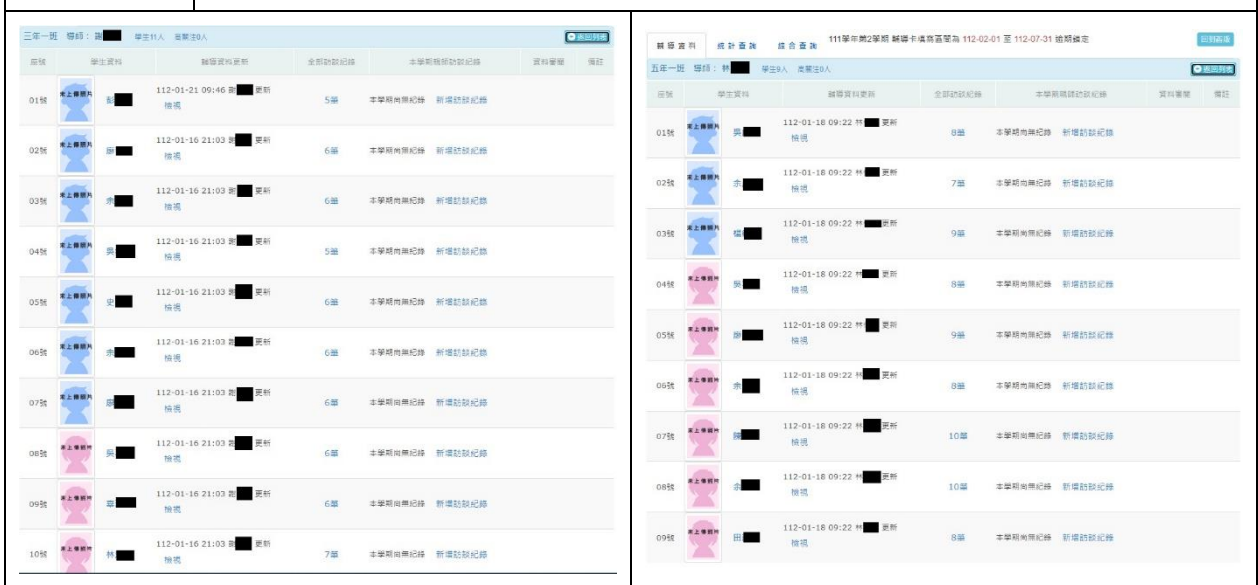 三年一班 導師： 謝 學生11人 高關注0人 返回列表
座號 學生資料 輔導資料更新 全部訪談紀錄 本學期親師訪談紀錄 資料審閱 備註
01號 未上傳照片 彭 112-01-21 09:46 謝 更新 檢視 5筆 本學期尚無紀錄 新增訪談紀錄
02號 未上傳照片 廖 112-01-16 21:03 謝 更新 檢視 6筆 本學期尚無紀錄 新增訪談紀錄
03號 未上傳照片 余 112-01-16 21:03 謝 更新 檢視 6筆 本學期尚無紀錄 新增訪談紀錄
04號 未上傳照片 吳 112-01-16 21:03 謝 更新 檢視 5筆 本學期尚無紀錄 新增訪談紀錄
05號 未上傳照片 史 112-01-16 21:03 謝 更新 檢視 6筆 本學期尚無紀錄 新增訪談紀錄
06號 未上傳照片 余 112-01-16 21:03 謝 更新 檢視 6筆 本學期尚無紀錄 新增訪談紀錄
07號 未上傳照片 112-01-16 21:03 謝 更新 檢視 6筆 本學期尚無紀錄 新增訪談紀錄
08號 未上傳照片 吳 112-01-16 21:03 謝 更新 檢視 6筆 本學期尚無紀錄 新增訪談紀錄
09號 未上傳照片 章 112-01-16 21:03 謝 更新 檢視 6筆 本學期尚無紀錄 新增訪談紀錄
10號 未上傳照片 林 112-01-16 21:03 謝 更新 檢視 7筆 本學期尚無紀錄 新增訪談紀錄
輔導資料 統計查詢 綜合查詢 111學年第2學期 輔導卡填寫區間為 112-02-01 至 112-07-31 逾期鎖定
五年一班 導師： 林 學生9人 高關注0人 返回列表
座號 學生資料 輔導資料更新 全部訪談紀錄 本學期親師訪談紀錄 資料審閱 備註
01號 未上傳照片 吳 112-01-18 09:22 林 更新 檢視 8筆 本學期尚無紀錄 新增訪談紀錄
02號 未上傳照片 余 112-01-18 09:22 林 更新 檢視 7筆 本學期尚無紀錄 新增訪談紀錄
03號 未上傳照片 楊 112-01-18 09:22 林 更新 檢視 9筆 本學期尚無紀錄 新增訪談紀錄
04號 未上傳照片 吳 112-01-18 09:22 林 更新 檢視 8筆 本學期尚無紀錄 新增訪談紀錄
05號 未上傳照片 廖 112-01-18 09:22 林 更新 檢視 9筆 本學期尚無紀錄 新增訪談紀錄
06號 未上傳照片 余 112-01-18 09:22 林 更新 檢視 8筆 本學期尚無紀錄 新增訪談紀錄
07號 未上傳照片 陳 112-01-18 09:22 林 更新 檢視 10筆 本學期尚無紀錄 新增訪談紀錄
08號 未上傳照片 余 112-01-18 09:22 林 更新 檢視 10筆 本學期尚無紀錄 新增訪談紀錄
09號 未上傳照片 田 112-01-18 09:22 林 更新 檢視 8筆 本學期尚無紀錄 新增訪談紀錄